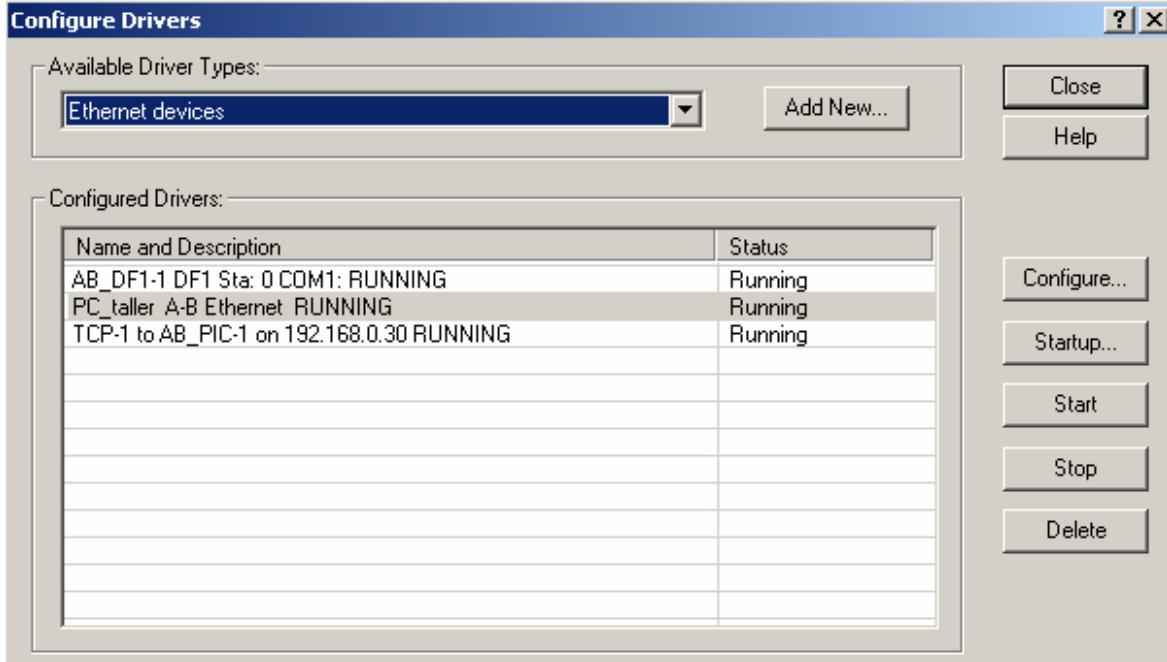 Configure Drivers
Available Driver Types:
Ethernet devices
Add New...
Close
Help
Configured Drivers:
Name and Description Status
AB_DF1-1 DF1 Sta: 0 COM1: RUNNING Running
PC_taller A-B Ethernet RUNNING Running
TCP-1 to AB_PIC-1 on 192.168.0.30 RUNNING Running
Configure...
Startup...
Start
Stop
Delete